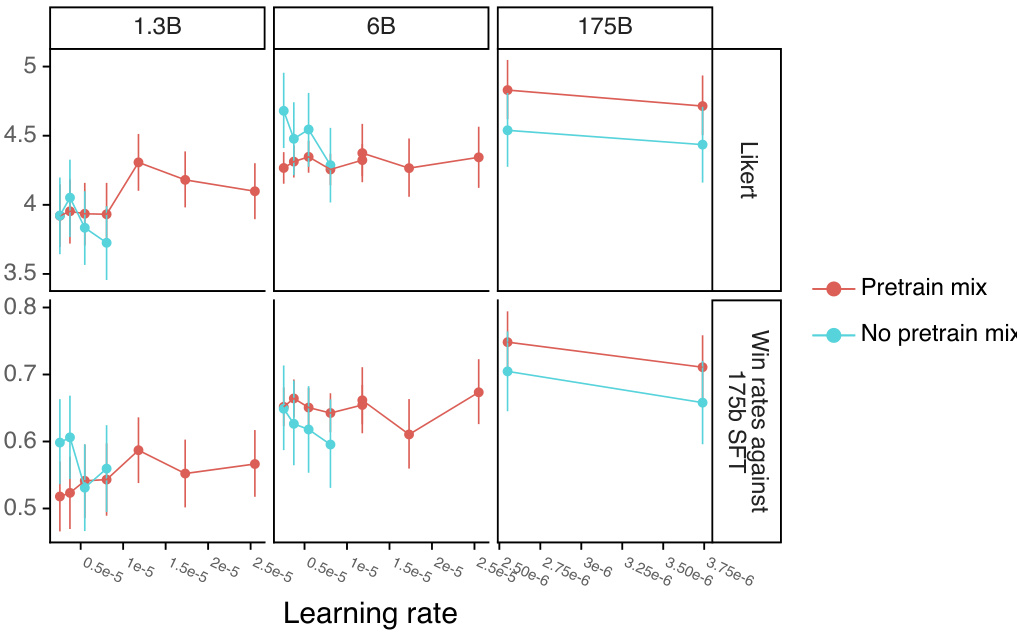 1.3B
6B
175B
5
4.5
4
3.5
Likert
0.8
0.7
0.6
0.5
Win rates against
175b SFT
Pretrain mix
No pretrain mix
0.5e-5
1e-5
1.5e-5
2e-5
2.5e-5
0.5e-5
1e-5
1.5e-5
2e-5
2.5e-5
2.50e-6
2.75e-6
3e-6
3.25e-6
3.50e-6
3.75e-6
Learning rate